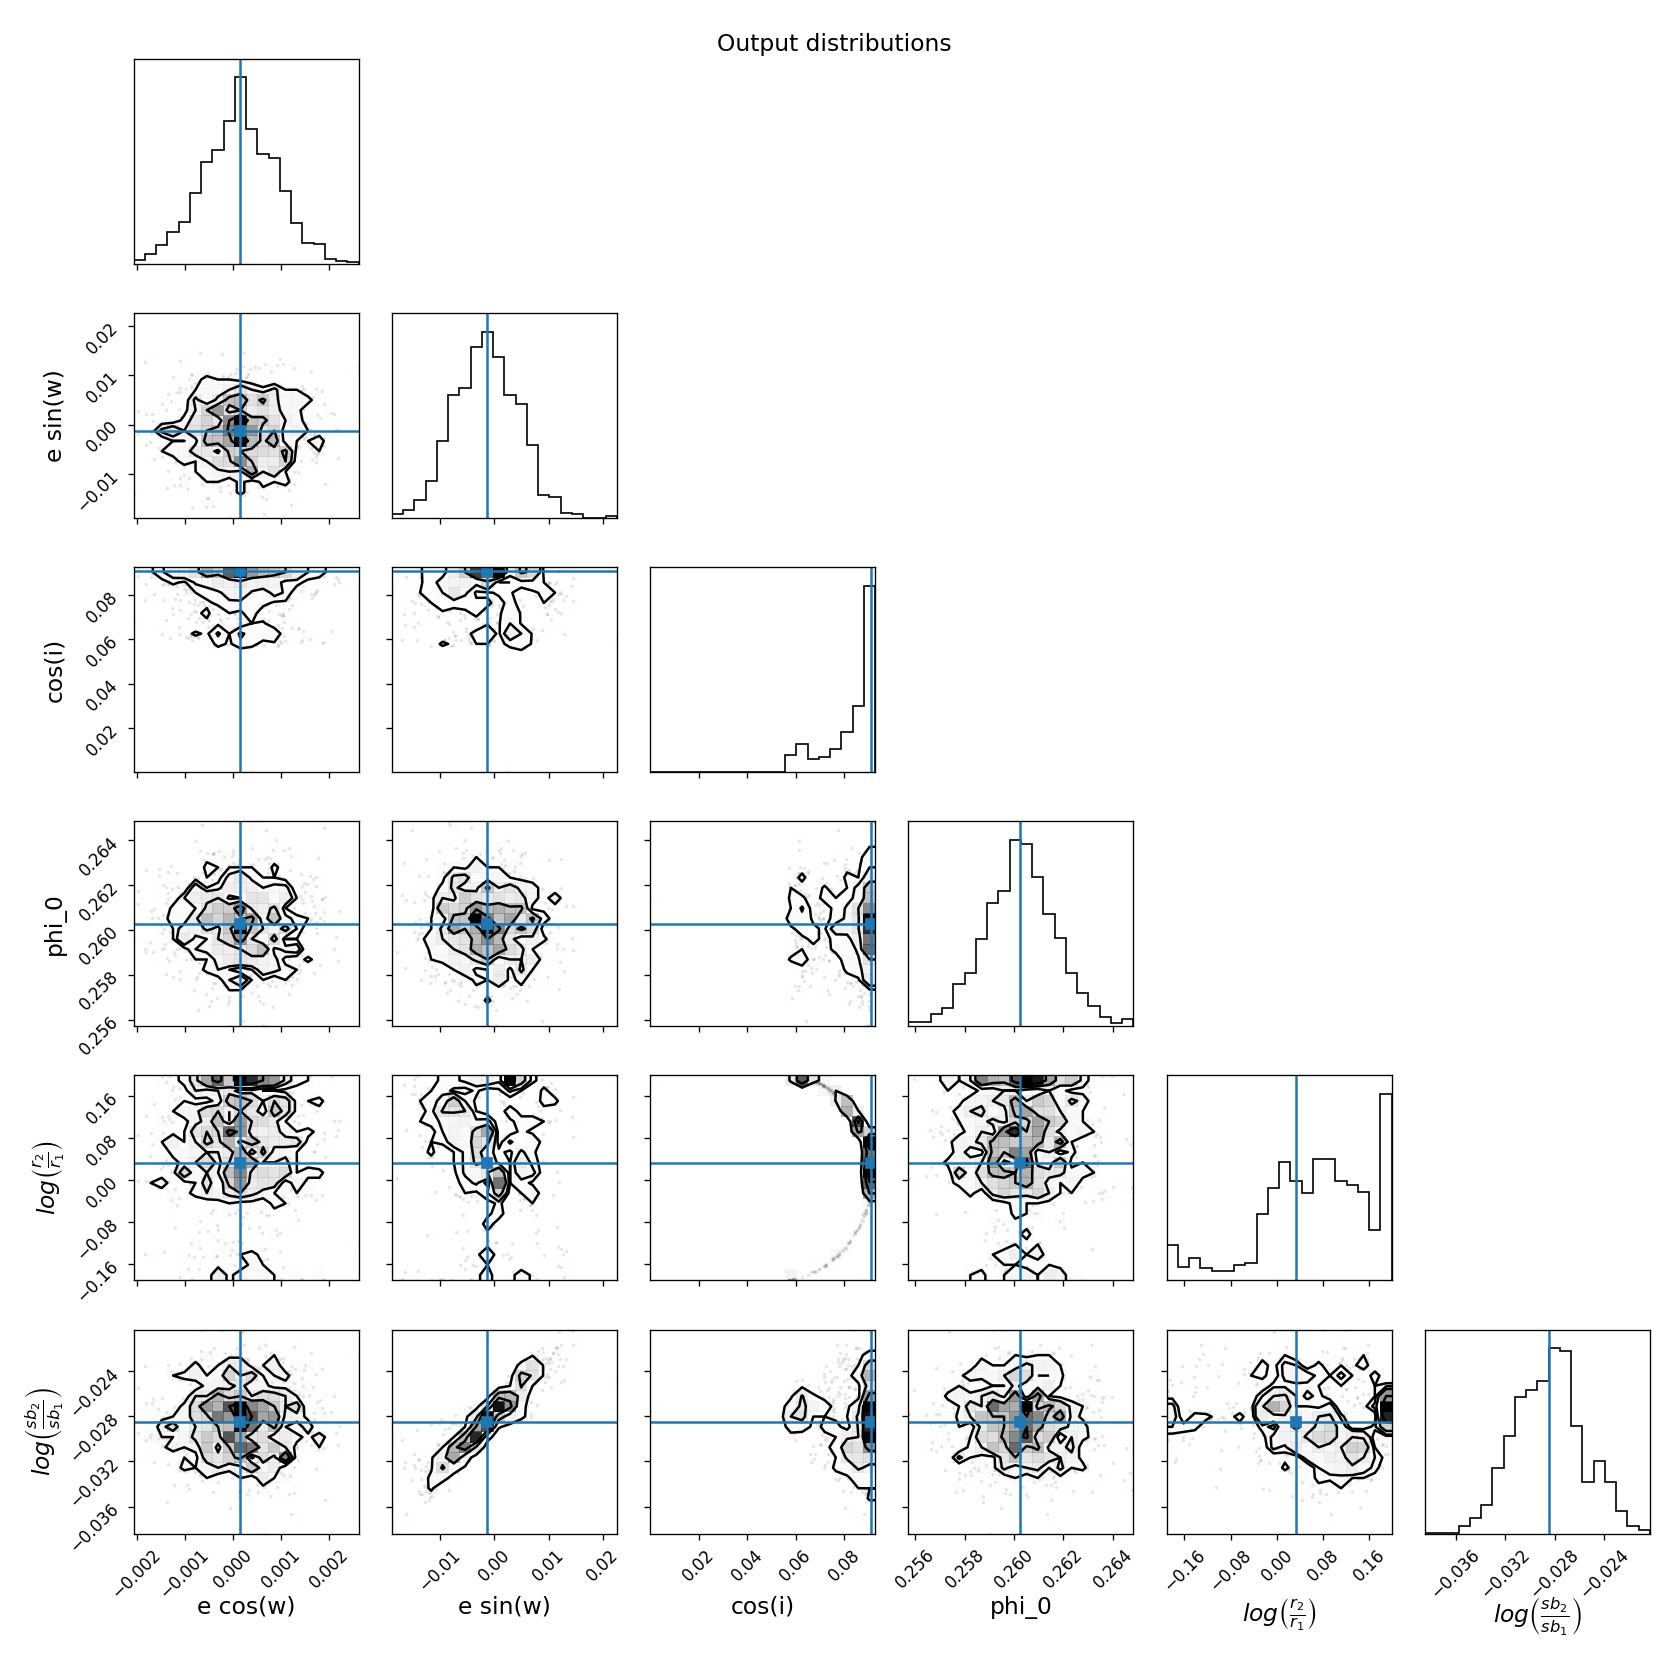 Output distributions
e sin(w)
0.02
0.01
0.00
−0.01
cos(i)
0.08
0.06
0.04
0.02
phi_0
0.264
0.262
0.260
0.258
0.256
log(r₂/r₁)
0.16
0.08
0.00
−0.08
−0.16
log(sb₂/sb₁)
−0.024
−0.028
−0.032
−0.036
−0.002 −0.001 0.000 0.001 0.002
e cos(w)
−0.01 0.00 0.01 0.02
e sin(w)
0.02 0.04 0.06 0.08
cos(i)
0.256 0.258 0.260 0.262 0.264
phi_0
−0.16 −0.08 0.00 0.08 0.16
log(r₂/r₁)
−0.036 −0.032 −0.028 −0.024
log(sb₂/sb₁)